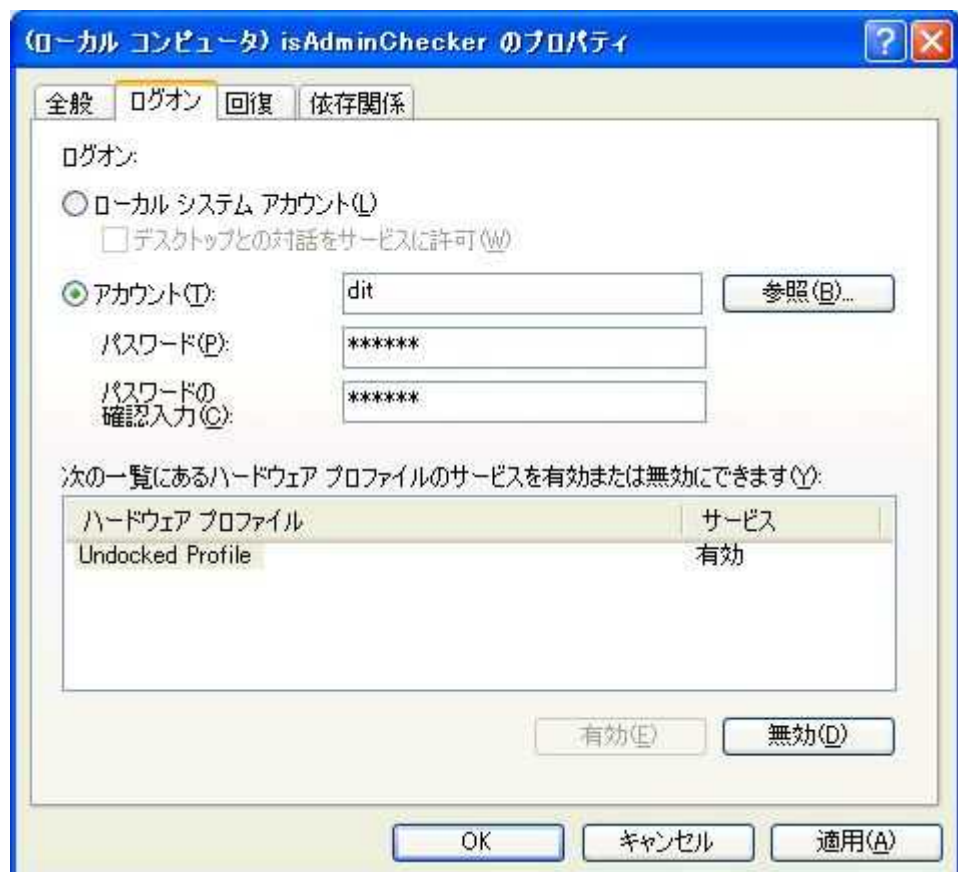 (ローカル コンピュータ) isAdminChecker のプロパティ
全般 ログオン 回復 依存関係
ログオン:
ローカル システム アカウント(L)
デスクトップとの対話をサービスに許可(W)
アカウント(T): dit 参照(B)...
パスワード(P): ******
パスワードの
確認入力(C): ******
次の一覧にあるハードウェア プロファイルのサービスを有効または無効にできます(Y):
ハードウェア プロファイル サービス
Undocked Profile 有効
有効(E) 無効(D)
OK キャンセル 適用(A)